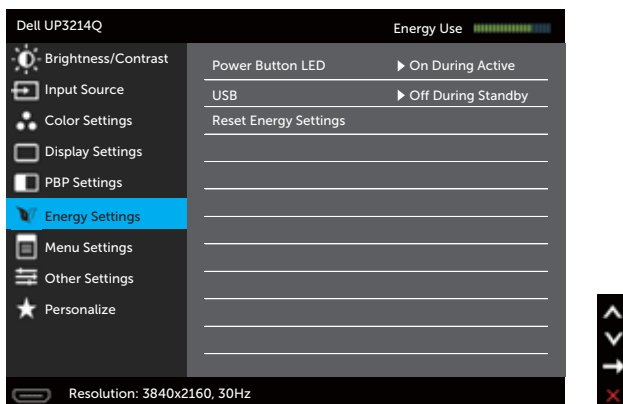 Dell UP3214Q Energy Use
Brightness/Contrast
Input Source
Color Settings
Display Settings
PBP Settings
Energy Settings
Menu Settings
Other Settings
Personalize
Power Button LED On During Active
USB Off During Standby
Reset Energy Settings
Resolution: 3840x2160, 30Hz